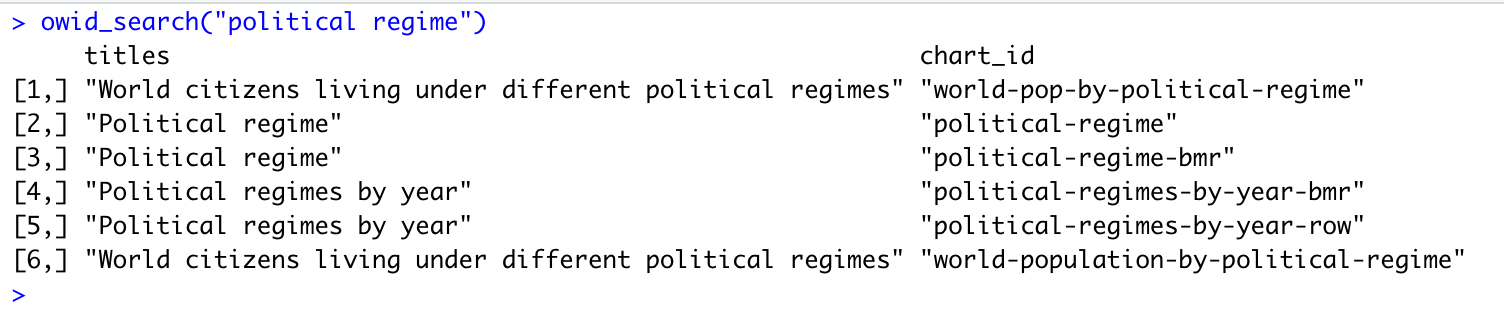 > owid_search("political regime")
     titles                                                 chart_id
[1,] "World citizens living under different political regimes" "world-pop-by-political-regime"
[2,] "Political regime"                                        "political-regime"
[3,] "Political regime"                                        "political-regime-bmr"
[4,] "Political regimes by year"                               "political-regimes-by-year-bmr"
[5,] "Political regimes by year"                               "political-regimes-by-year-row"
[6,] "World citizens living under different political regimes" "world-population-by-political-regime"
>